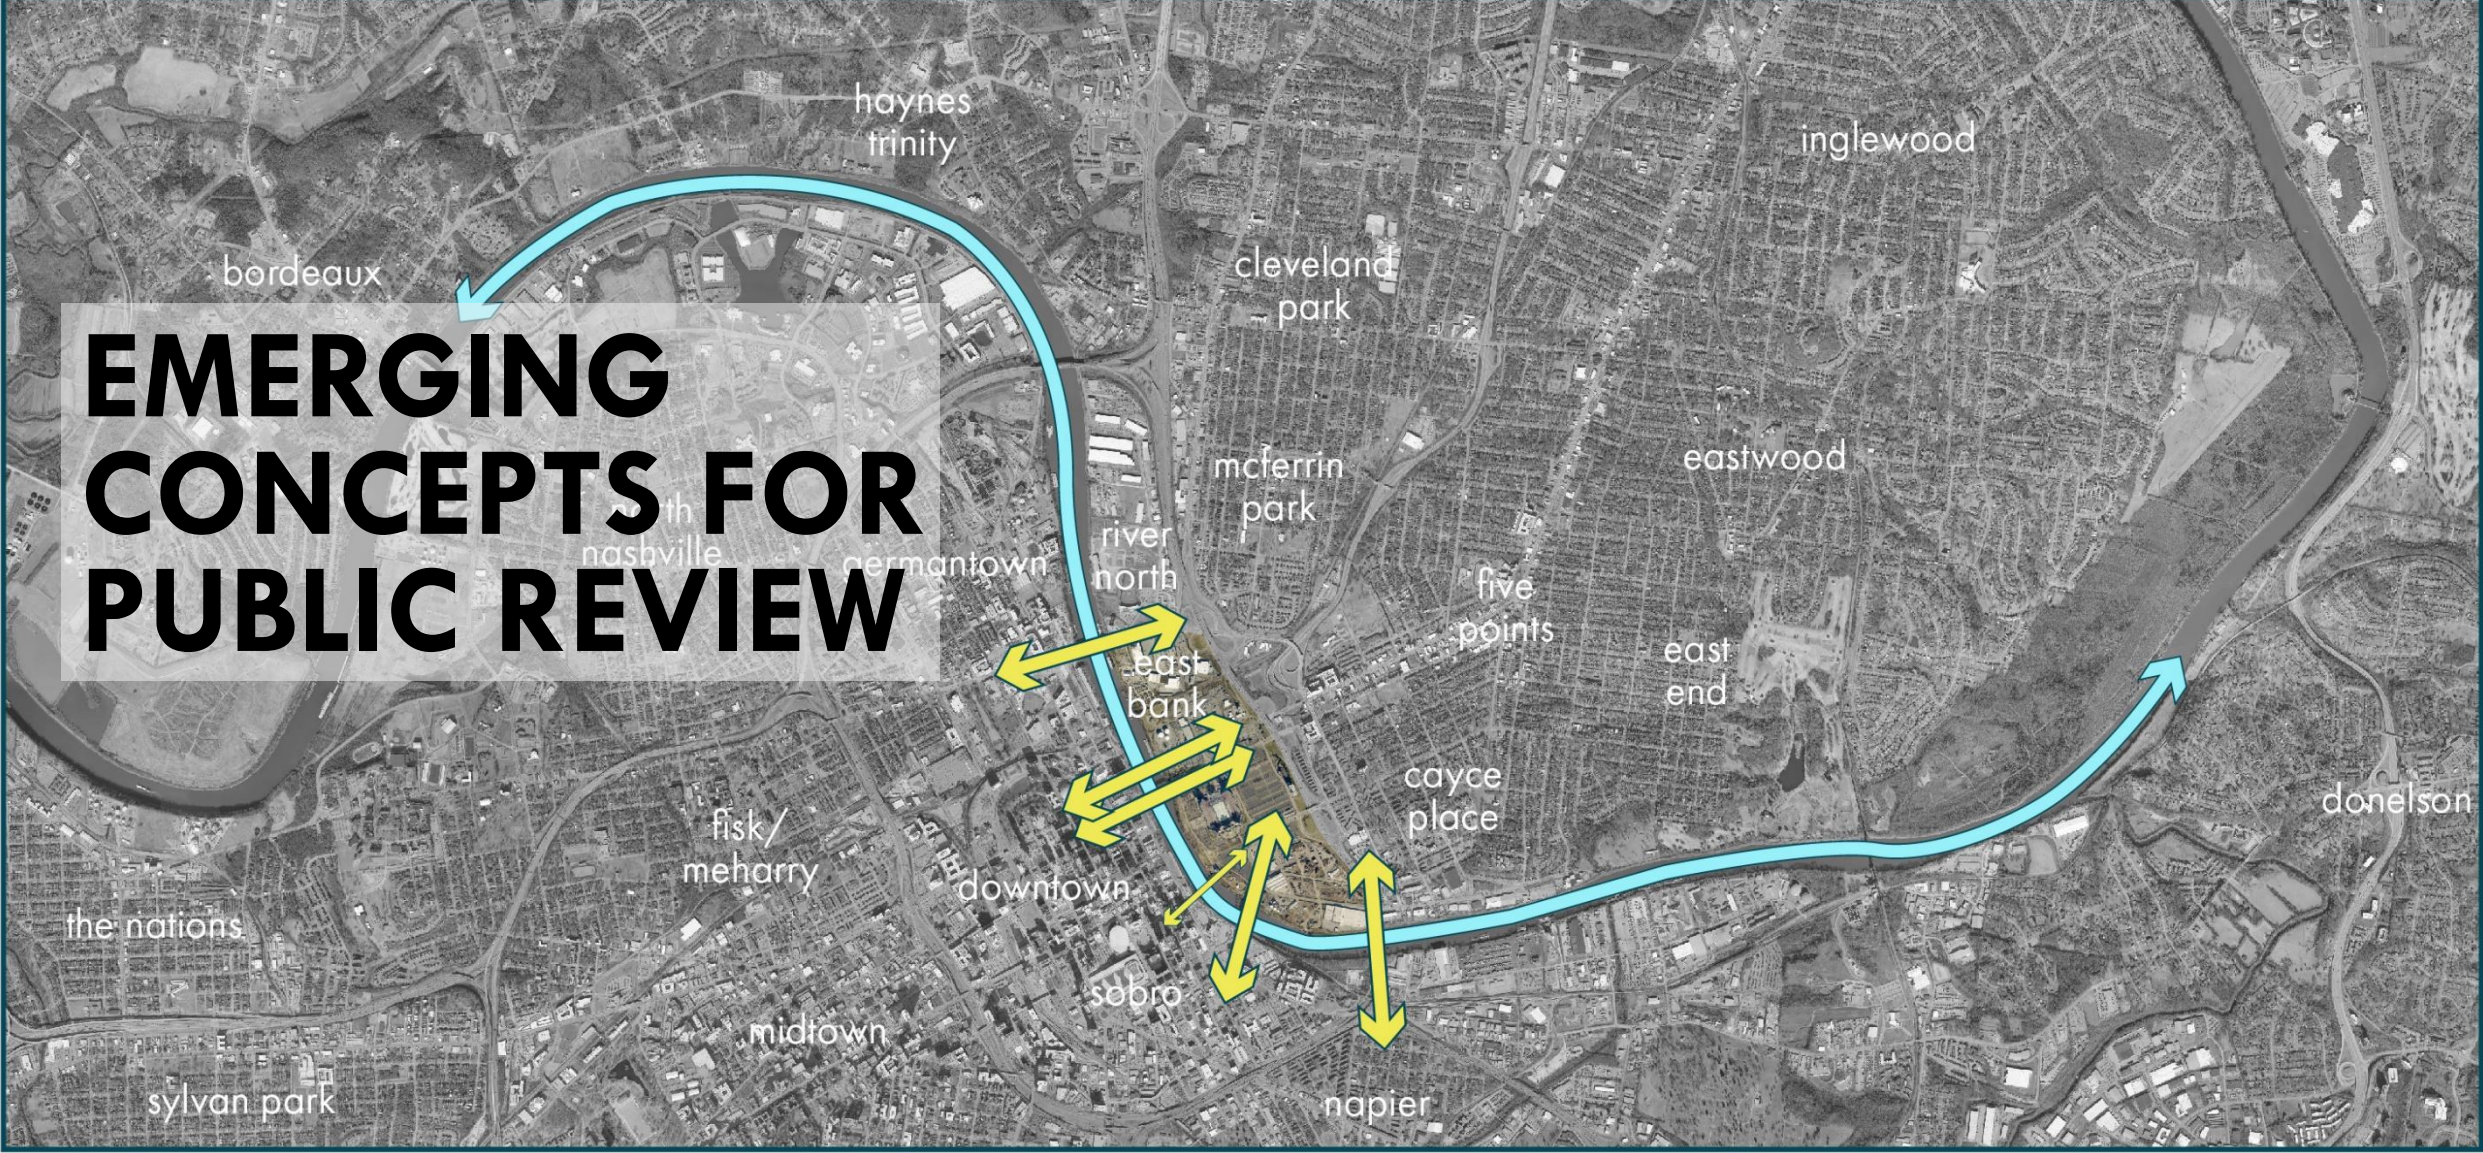 haynes
trinity
inglewood
bordeaux
cleveland
park
EMERGING
CONCEPTS FOR
PUBLIC REVIEW
north
nashville
germantown
river
north
mcferrin
park
eastwood
five
points
east
bank
east
end
cayce
place
donelson
fisk/
meharry
downtown
the nations
sobro
midtown
sylvan park
napier